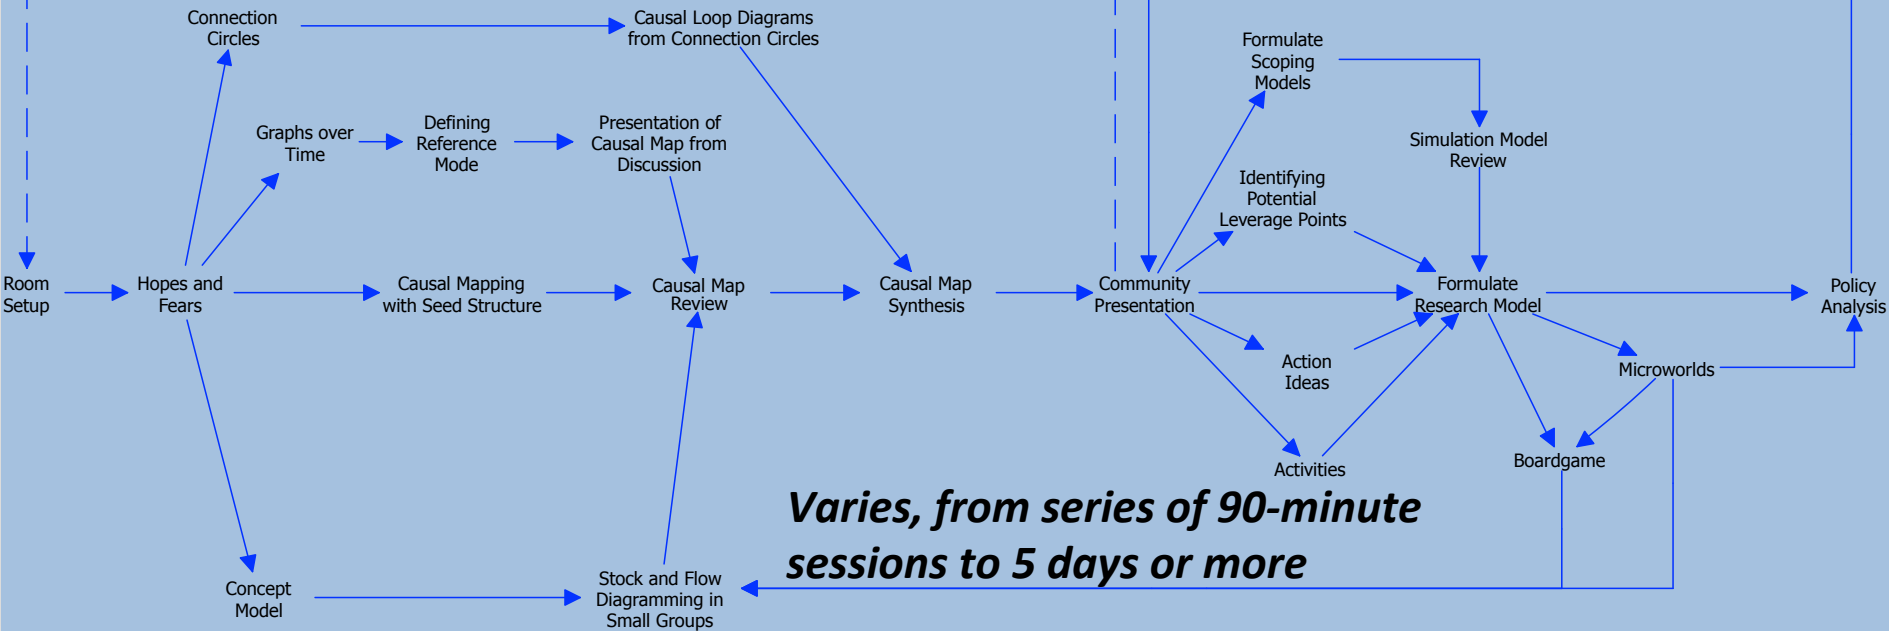 Connection
Circles
Causal Loop Diagrams
from Connection Circles
Formulate
Scoping
Models
Graphs over
Time
Defining
Reference
Mode
Presentation of
Causal Map from
Discussion
Simulation Model
Review
Identifying
Potential
Leverage Points
Room
Setup
Hopes and
Fears
Causal Mapping
with Seed Structure
Causal Map
Review
Causal Map
Synthesis
Community
Presentation
Formulate
Research Model
Policy
Analysis
Action
Ideas
Microworlds
Activities
Boardgame
Varies, from series of 90-minute
sessions to 5 days or more
Concept
Model
Stock and Flow
Diagramming in
Small Groups